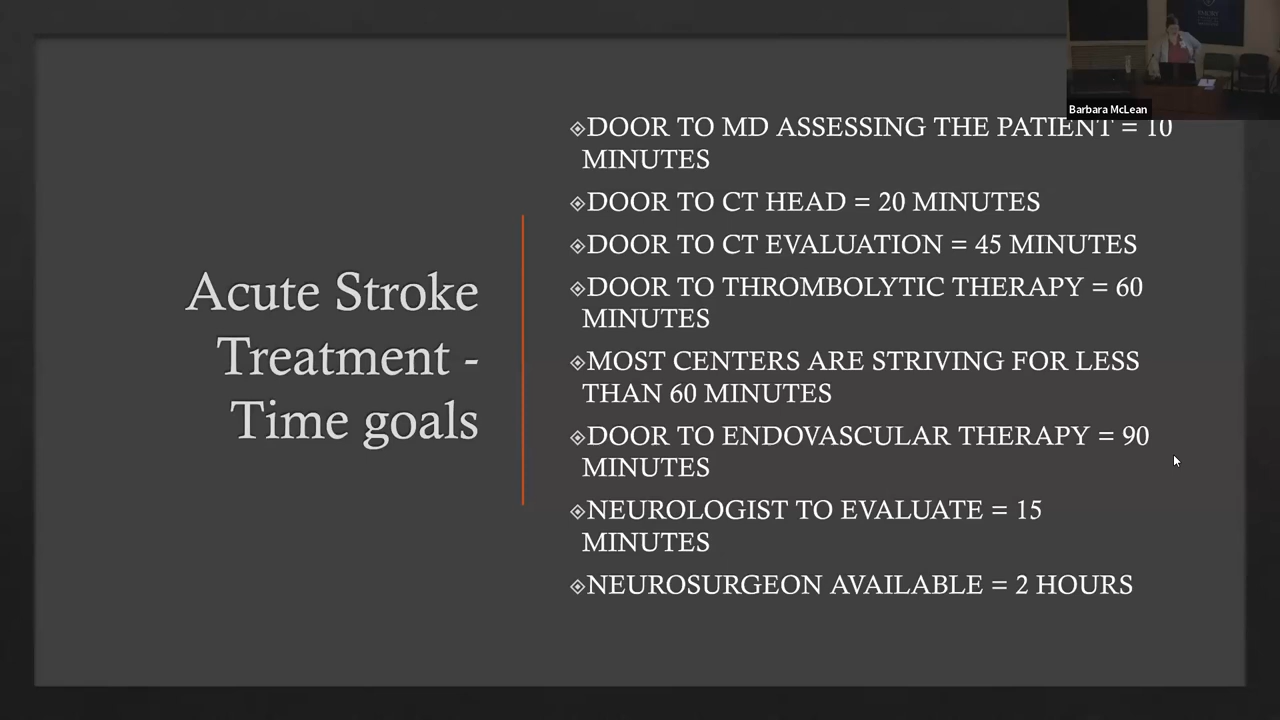 Barbara McLean
DOOR TO MD ASSESSING THE PATIENT = 10
MINUTES
DOOR TO CT HEAD = 20 MINUTES
DOOR TO CT EVALUATION = 45 MINUTES
DOOR TO THROMBOLYTIC THERAPY = 60
MINUTES
MOST CENTERS ARE STRIVING FOR LESS
THAN 60 MINUTES
DOOR TO ENDOVASCULAR THERAPY = 90
MINUTES
NEUROLOGIST TO EVALUATE = 15
MINUTES
NEUROSURGEON AVAILABLE = 2 HOURS
Acute Stroke
Treatment -
Time goals